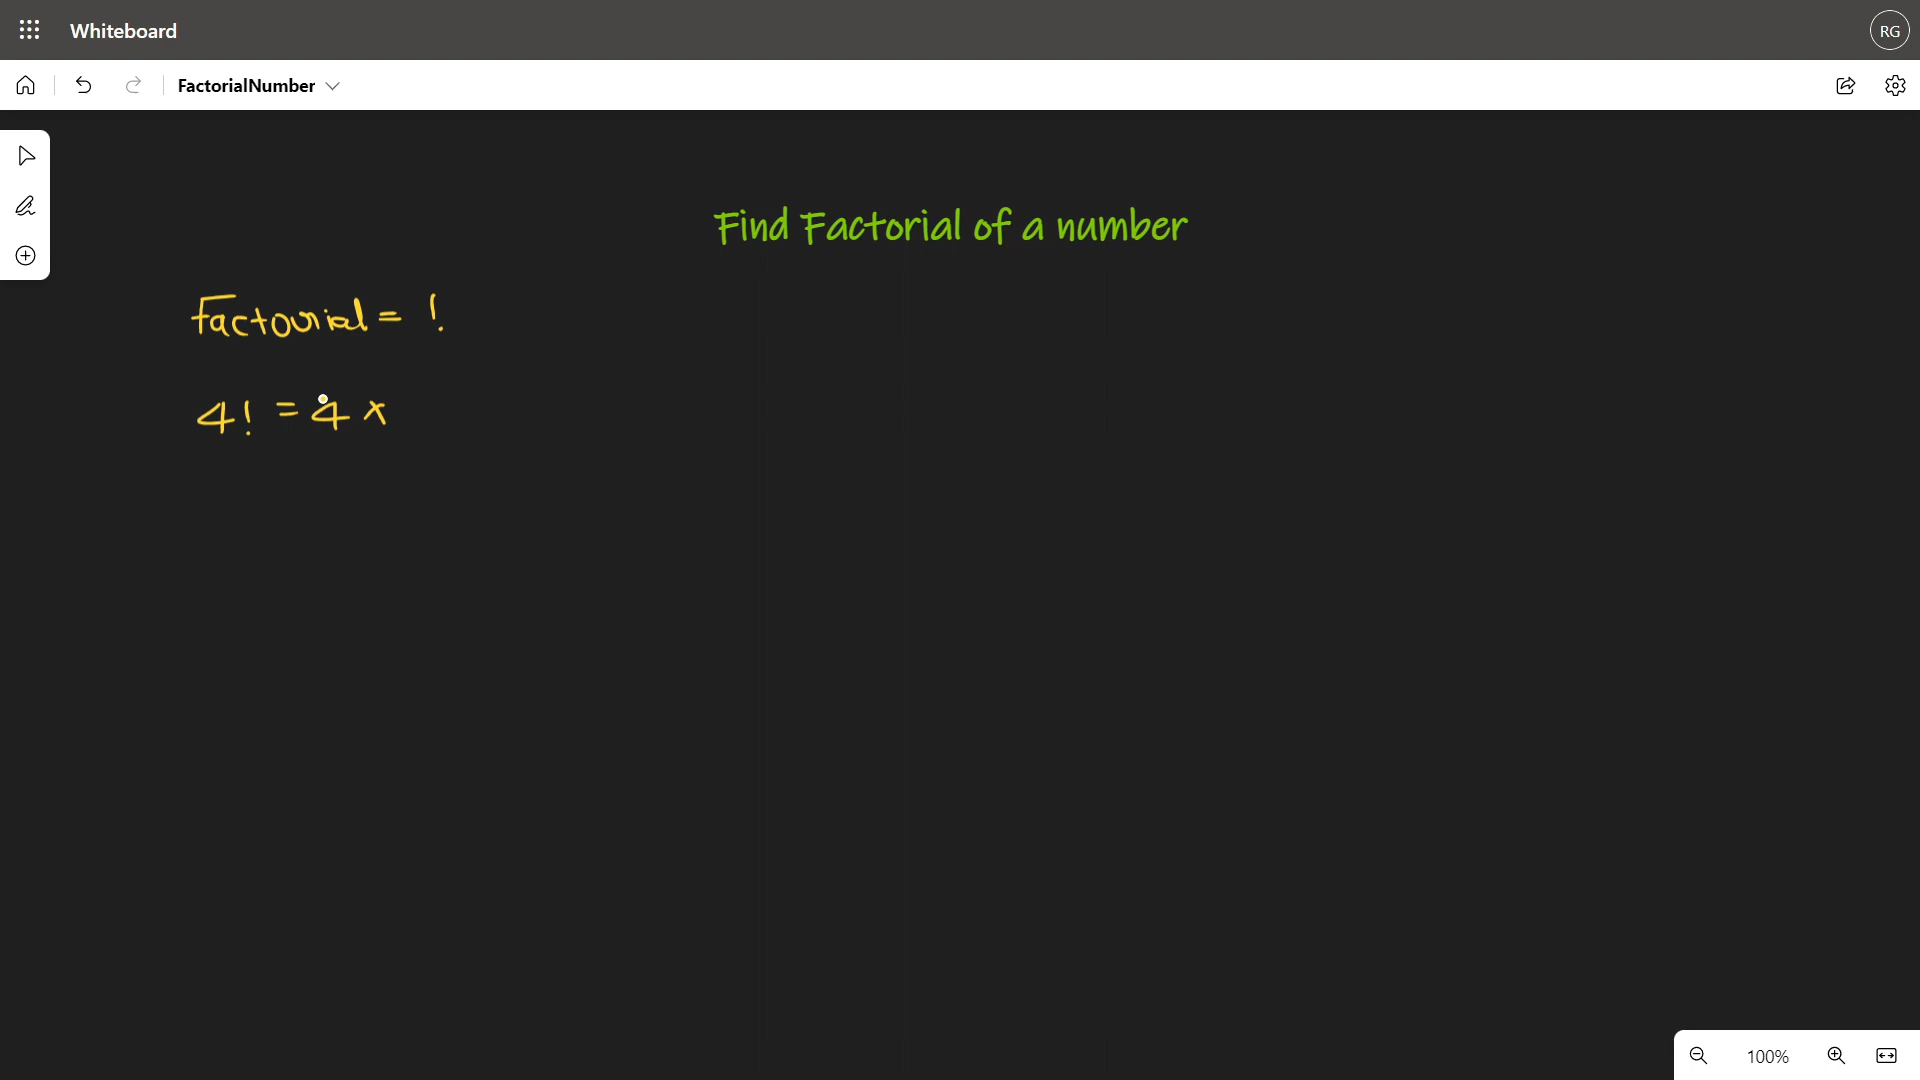 Whiteboard
RG
FactorialNumber
Find Factorial of a number
Factorial = !
4! = 4 x
100%